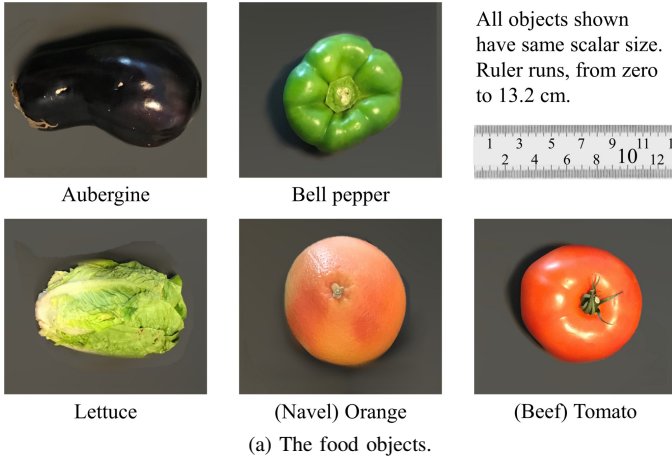 All objects shown
have same scalar size.
Ruler runs, from zero
to 13.2 cm.
1 3 5 7 9 11 1
2 4 6 8 10 12
Aubergine
Bell pepper
Lettuce
(Navel) Orange
(Beef) Tomato
(a) The food objects.